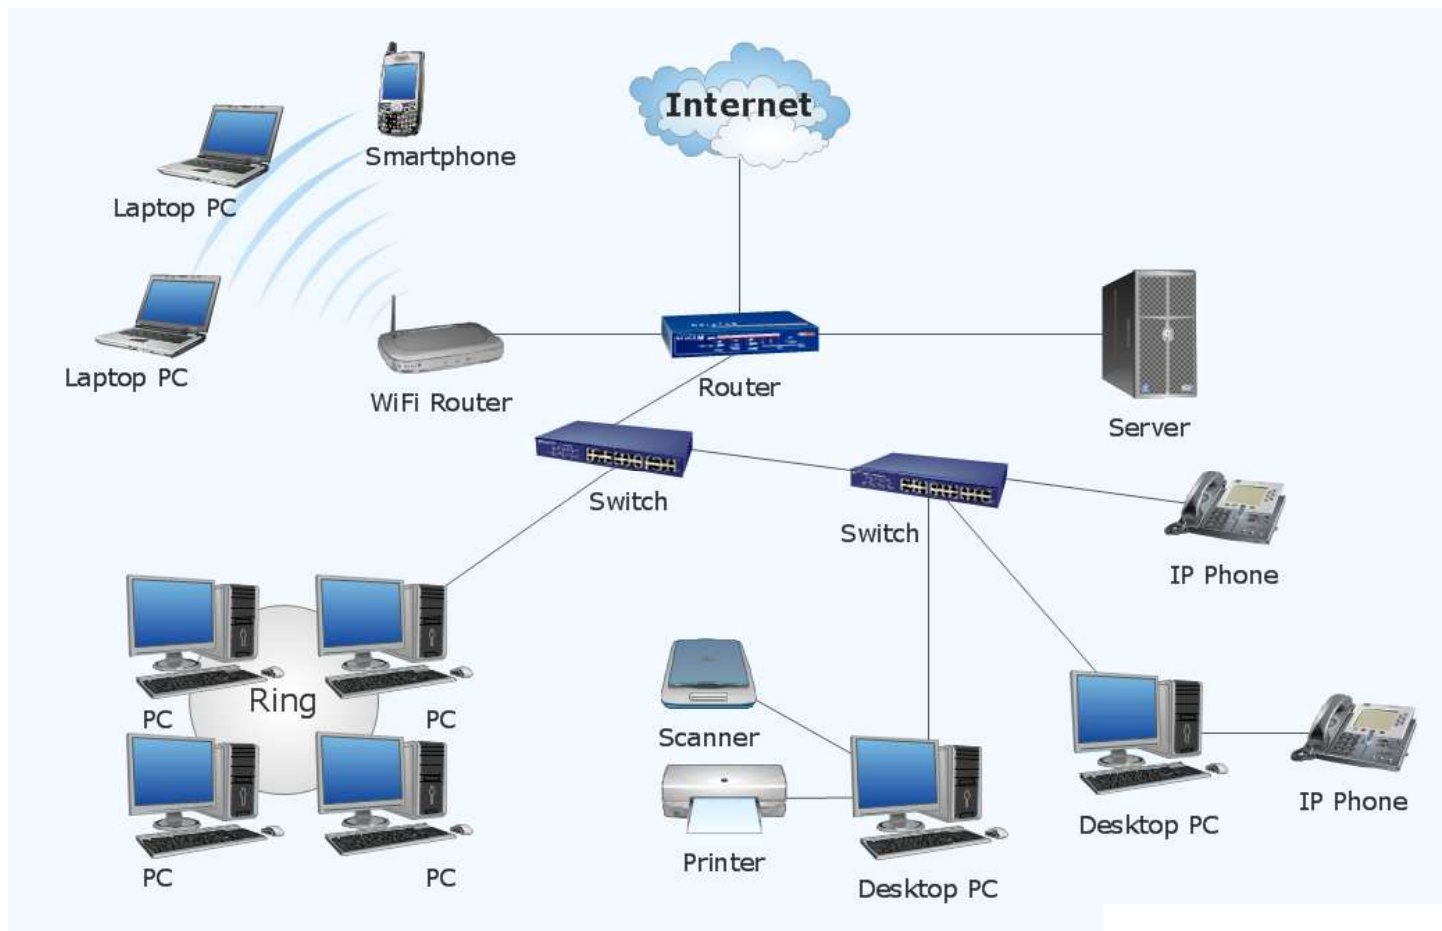 Internet
Smartphone
Laptop PC
Laptop PC
WiFi Router
Router
Server
Switch
Switch
IP Phone
Ring
PC
PC
PC
PC
Scanner
Printer
Desktop PC
Desktop PC
IP Phone